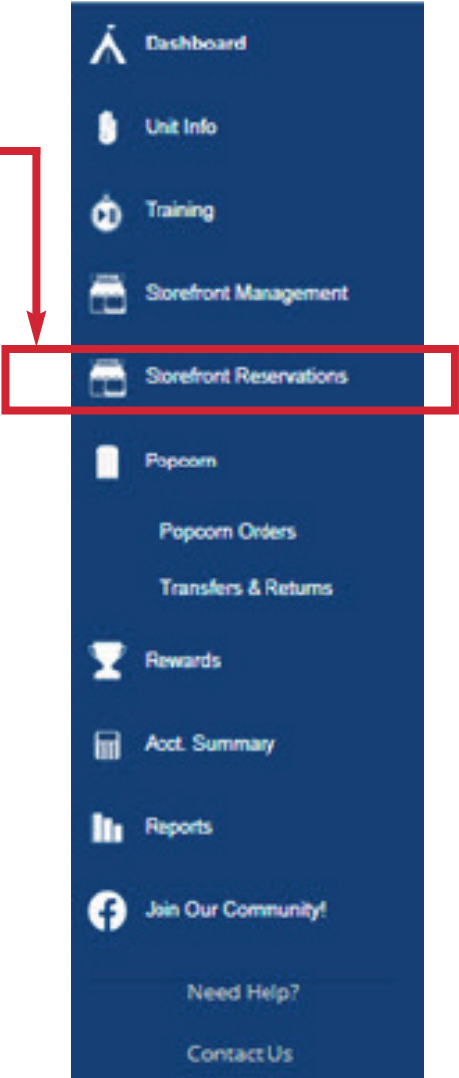 Dashboard
Unit Info
Training
Storefront Management
Storefront Reservations
Popcorn
Popcorn Orders
Transfers & Returns
Rewards
Acct. Summary
Reports
Join Our Community!
Need Help?
Contact Us